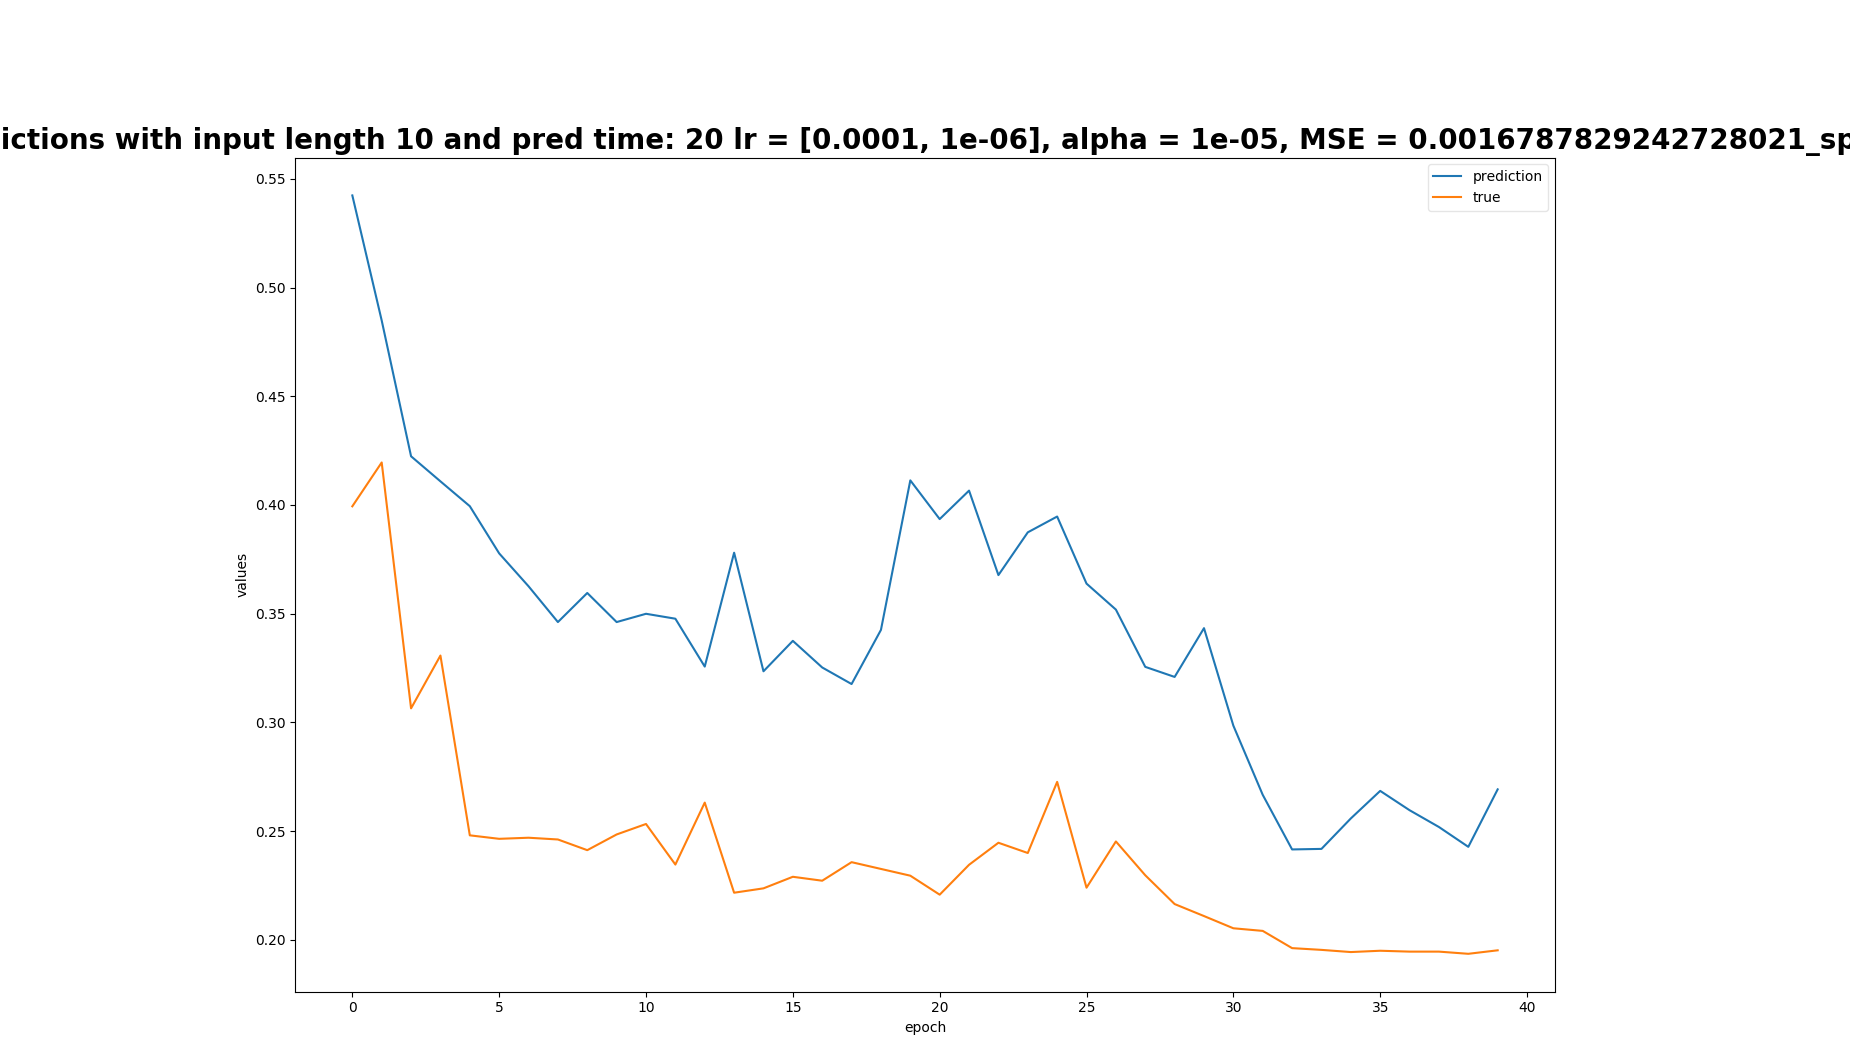 ictions with input length 10 and pred time: 20 lr = [0.0001, 1e-06], alpha = 1e-05, MSE = 0.0016787829242728021_sp
prediction
true
0.55
0.50
0.45
0.40
0.35
0.30
0.25
0.20
values
0 5 10 15 20 25 30 35 40
epoch